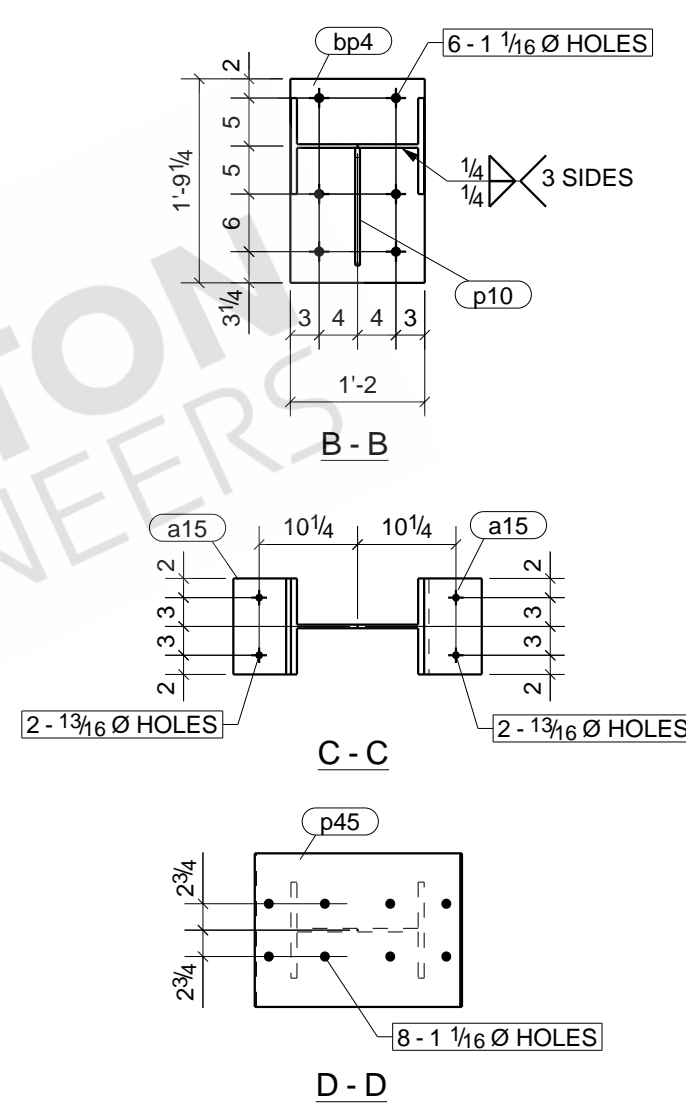 bp4
6 - 1 1/16 Ø HOLES
2
5
5
6
3 1/4
1'-9 1/4
1/4
1/4
3 SIDES
p10
3 4 4 3
1'-2
B - B
TON
NEERS
a15
10 1/4 10 1/4
a15
2
3
3
2
2
3
3
2
2 - 13/16 Ø HOLES
2 - 13/16 Ø HOLES
C - C
p45
2 3/4
2 3/4
8 - 1 1/16 Ø HOLES
D - D